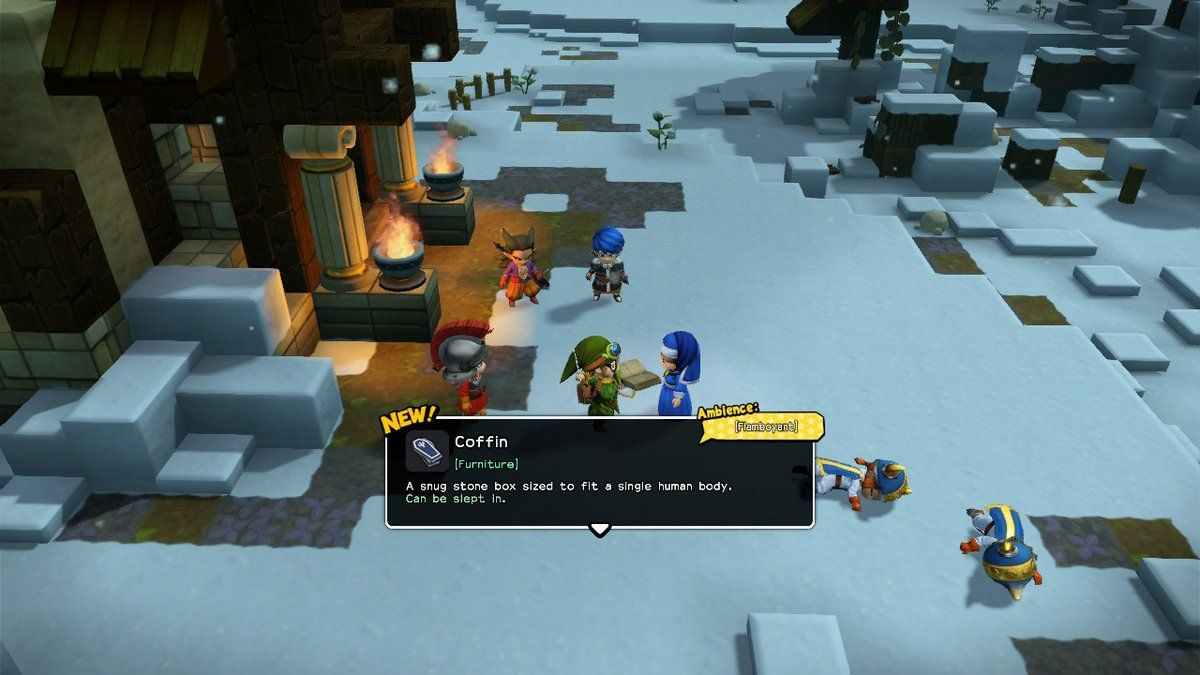 NEW!
Ambience:
[Flamboyant]
Coffin
[Furniture]
A snug stone box sized to fit a single human body.
Can be slept in.